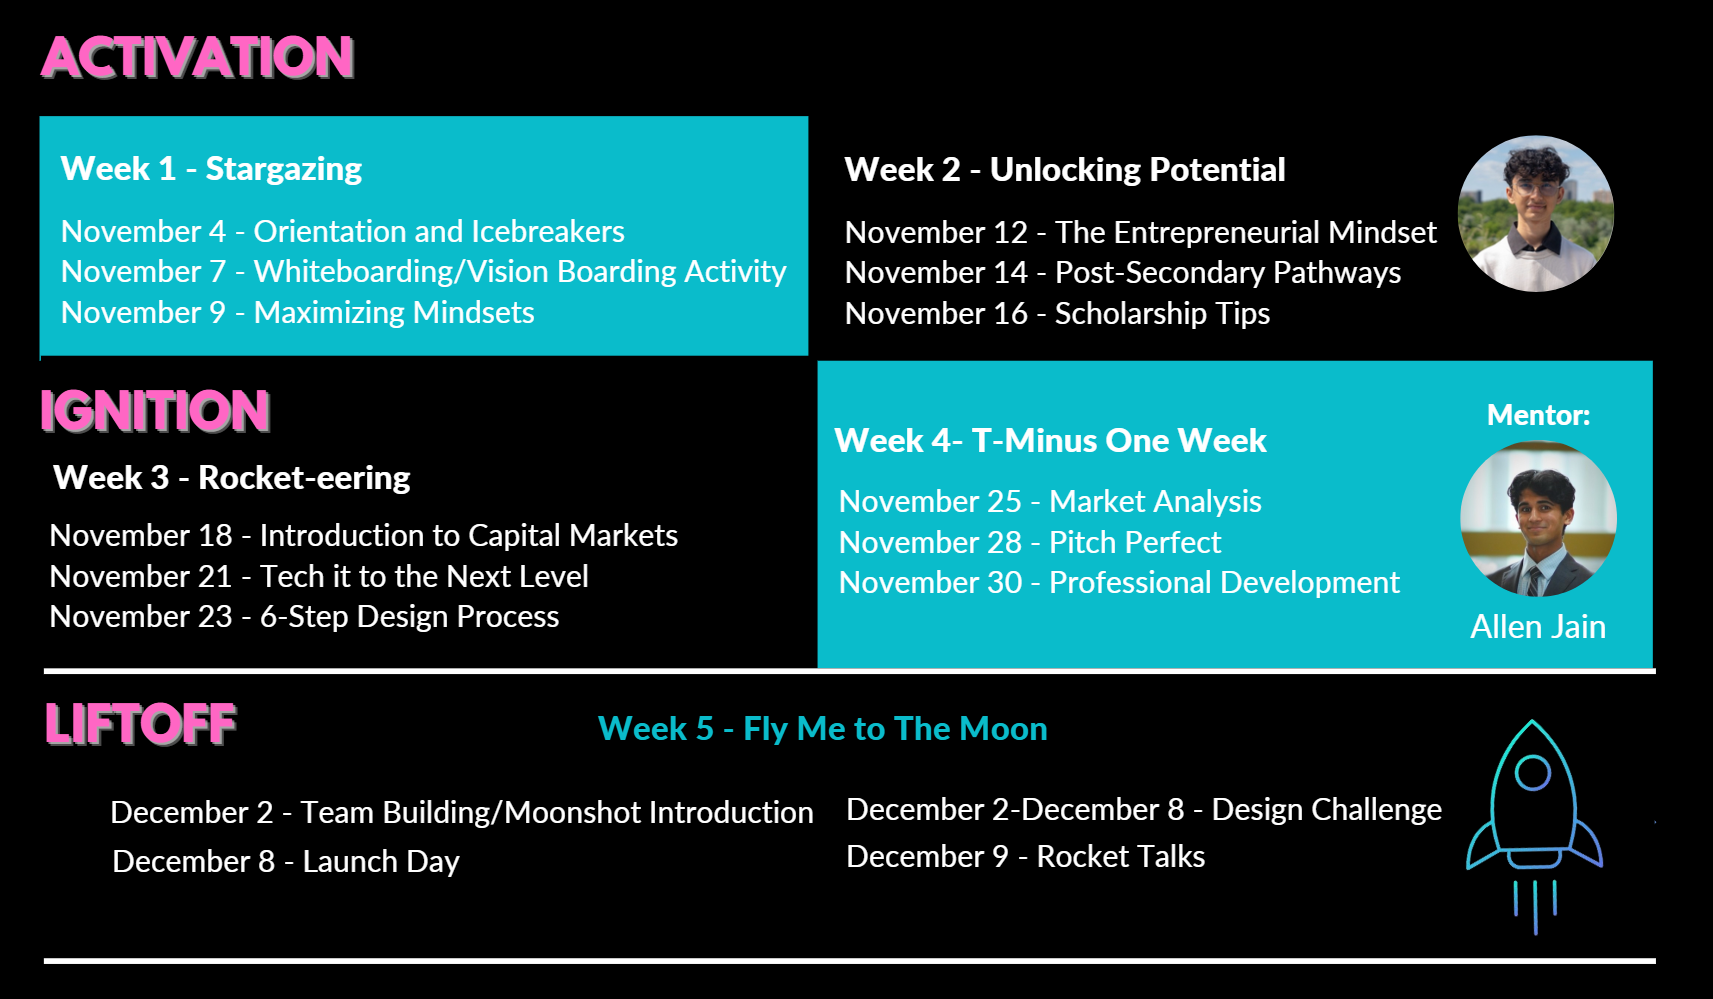 ACTIVATION
Week 1 - Stargazing
November 4 - Orientation and Icebreakers
November 7 - Whiteboarding/Vision Boarding Activity
November 9 - Maximizing Mindsets
Week 2 - Unlocking Potential
November 12 - The Entrepreneurial Mindset
November 14 - Post-Secondary Pathways
November 16 - Scholarship Tips
IGNITION
Week 3 - Rocket-eering
November 18 - Introduction to Capital Markets
November 21 - Tech it to the Next Level
November 23 - 6-Step Design Process
Week 4- T-Minus One Week
November 25 - Market Analysis
November 28 - Pitch Perfect
November 30 - Professional Development
Mentor:
Allen Jain
LIFTOFF
Week 5 - Fly Me to The Moon
December 2 - Team Building/Moonshot Introduction
December 8 - Launch Day
December 2-December 8 - Design Challenge
December 9 - Rocket Talks